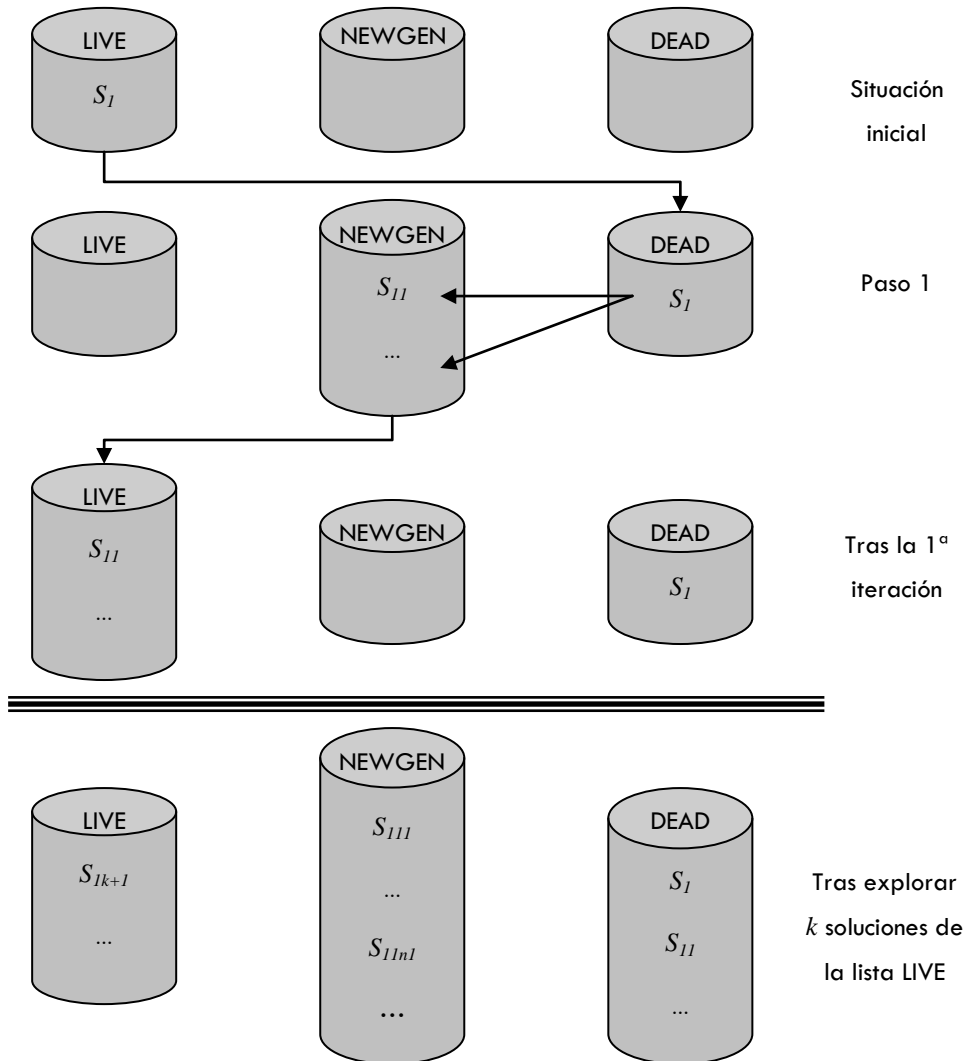 LIVE
NEWGEN
DEAD
S1
Situación
inicial
LIVE
NEWGEN
DEAD
S11
S1
Paso 1
...
LIVE
NEWGEN
DEAD
S11
S1
...
Tras la 1ª
iteración
LIVE
NEWGEN
DEAD
S1k+1
S111
S1
...
...
S11n1
S11
...
...
Tras explorar
k soluciones de
la lista LIVE